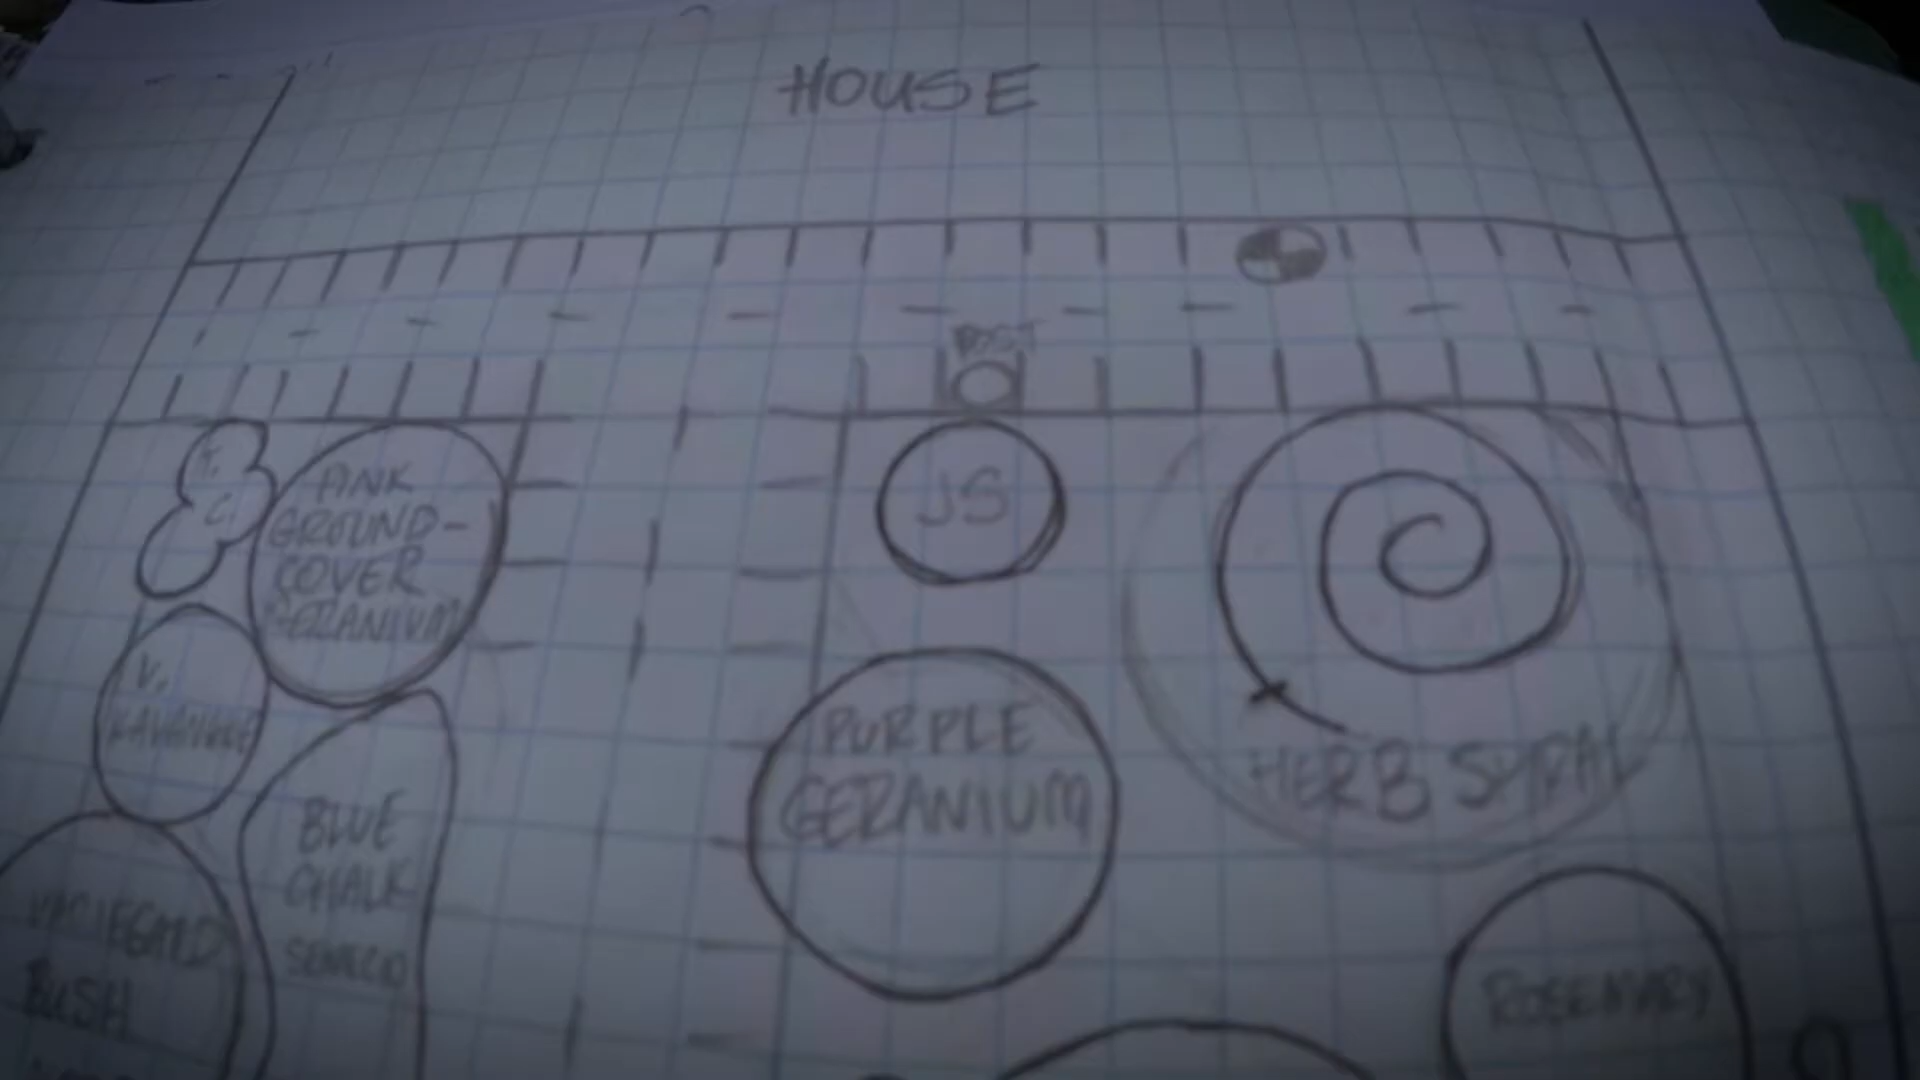 HOUSE
POST
JS
PINK
GROUND-
COVER
GERANIUM
V.
PURPLE
GERANIUM
HERB SPIRAL
BLUE
CHALK
SENECIO
BUSH
ROSEMARY